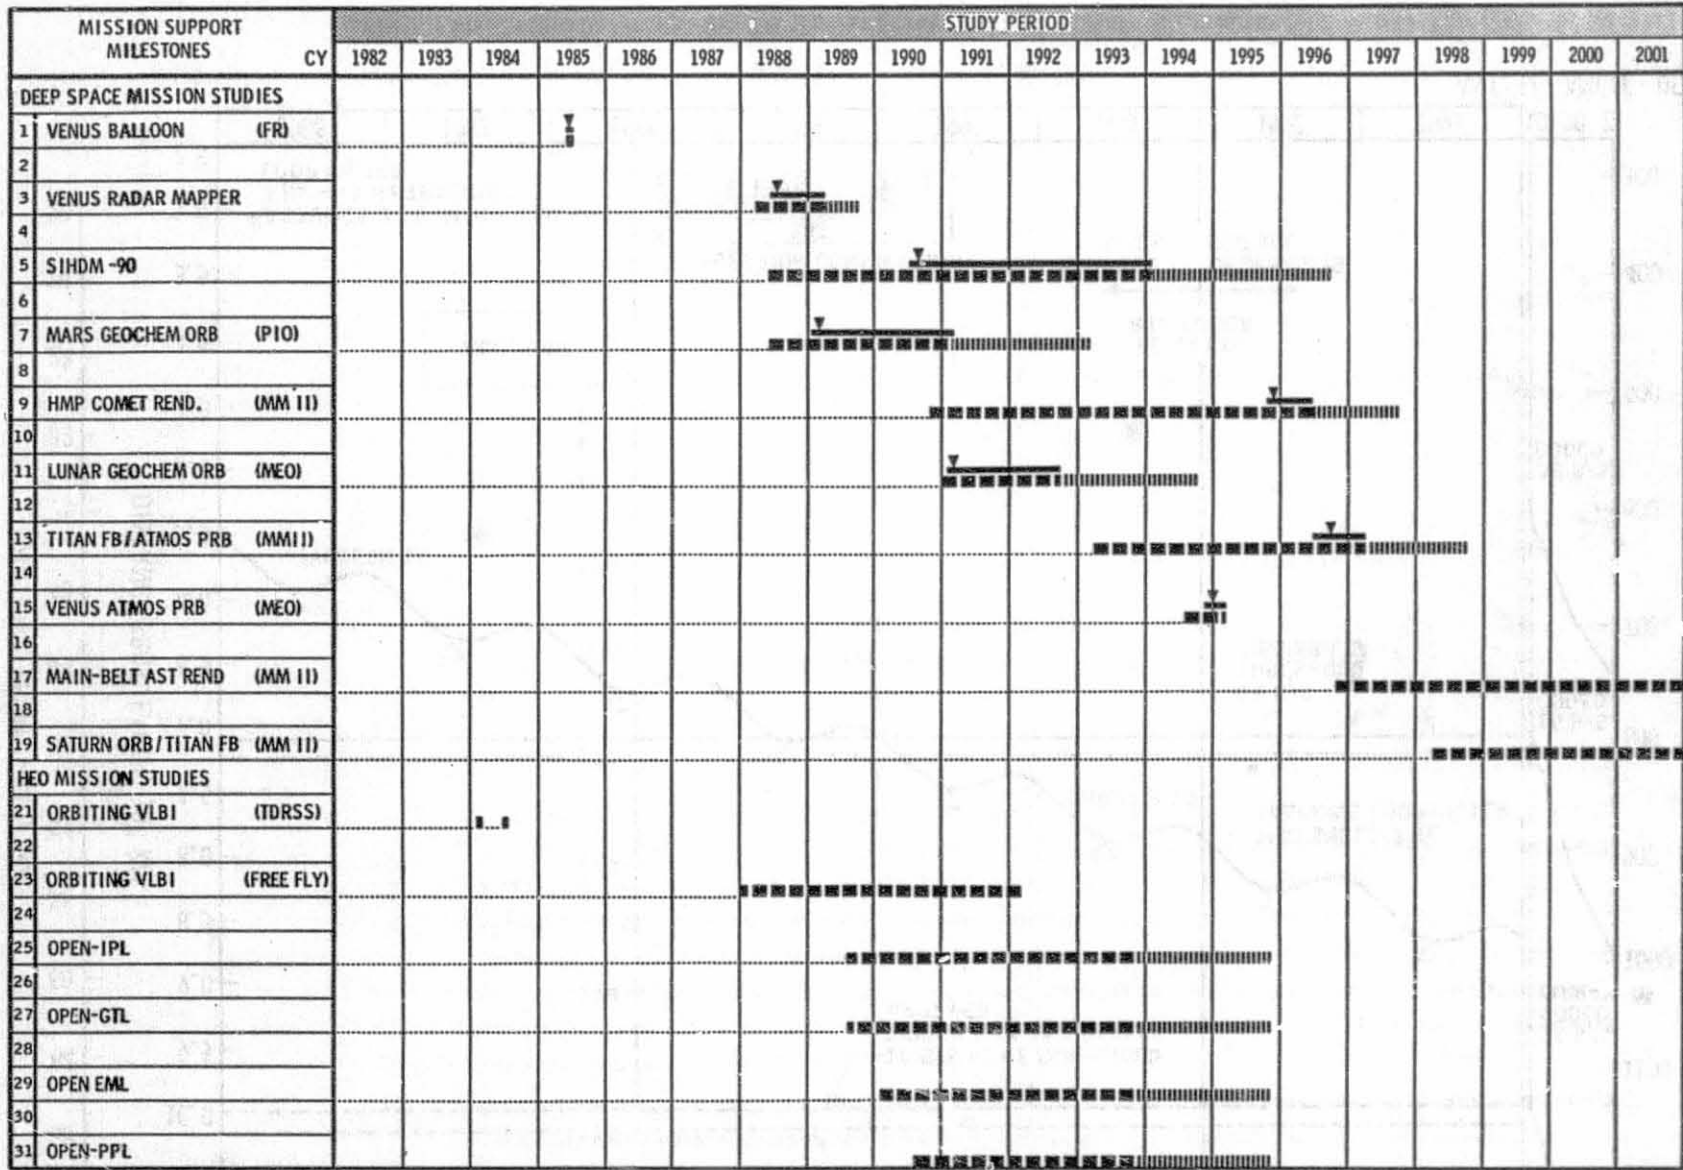 MISSION SUPPORT
MILESTONES CY
STUDY PERIOD
1982 1983 1984 1985 1986 1987 1988 1989 1990 1991 1992 1993 1994 1995 1996 1997 1998 1999 2000 2001
DEEP SPACE MISSION STUDIES
1 VENUS BALLOON (FR)
2
3 VENUS RADAR MAPPER
4
5 SIHDM-90
6
7 MARS GEOCHEM ORB (PIO)
8
9 HMP COMET REND. (MM II)
10
11 LUNAR GEOCHEM ORB (MEO)
12
13 TITAN FB/ATMOS PRB (MMII)
14
15 VENUS ATMOS PRB (MEO)
16
17 MAIN-BELT AST REND (MM II)
18
19 SATURN ORB/TITAN FB (MM II)
HEO MISSION STUDIES
21 ORBITING VLBI (TDRSS)
22
23 ORBITING VLBI (FREE FLY)
24
25 OPEN-IPL
26
27 OPEN-GTL
28
29 OPEN EML
30
31 OPEN-PPL